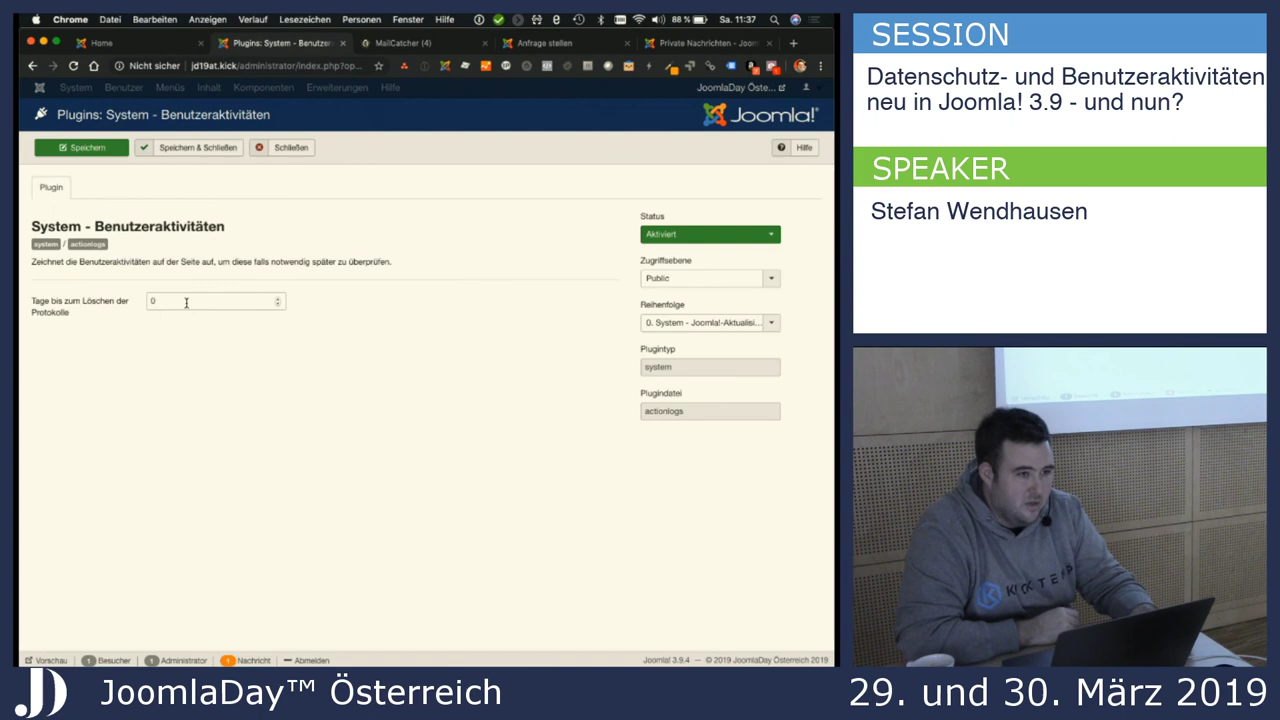 Chrome Datei Bearbeiten Anzeigen Verlauf Lesezeichen Personen Fenster Hilfe 88 % Sa. 11:37
Home
Plugins: System - Benutzer
MailCatcher (4)
Anfrage stellen
Private Nachrichten - Joom
Nicht sicher | jd19at.kick/administrator/index.php?op...
System Benutzer Menüs Inhalt Komponenten Erweiterungen Hilfe JoomlaDay Öste...
Plugins: System - Benutzeraktivitäten
Joomla!
Speichern
Speichern & Schließen
Schließen
Hilfe
Plugin
System - Benutzeraktivitäten
system / actionlogs
Zeichnet die Benutzeraktivitäten auf der Seite auf, um diese falls notwendig später zu überprüfen.
Tage bis zum Löschen der
Protokolle
0
Status
Aktiviert
Zugriffsebene
Public
Reihenfolge
0. System - Joomla!-Aktualisi...
Plugintyp
system
Plugindatei
actionlogs
Vorschau 1 Besucher 1 Administrator 1 Nachricht Abmelden
Joomla! 3.9.4 — © 2019 JoomlaDay Österreich 2019
SESSION
Datenschutz- und Benutzeraktivitäten
neu in Joomla! 3.9 - und nun?
SPEAKER
Stefan Wendhausen
JD JoomlaDay™ Österreich
29. und 30. März 2019